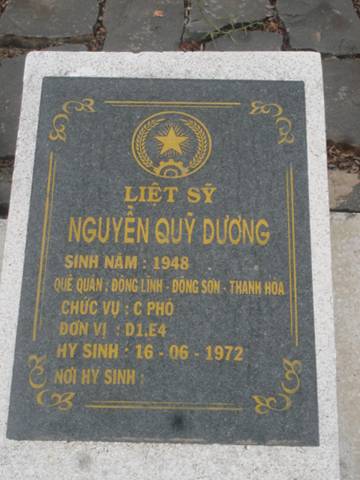 LIỆT SỸ
NGUYỄN QUÝ DƯƠNG
SINH NĂM : 1948
QUÊ QUÁN : ĐÔNG LĨNH - ĐÔNG SƠN - THANH HÓA
CHỨC VỤ : C PHÓ
ĐƠN VỊ : D1.E4
HY SINH : 16 - 06 - 1972
NƠI HY SINH :